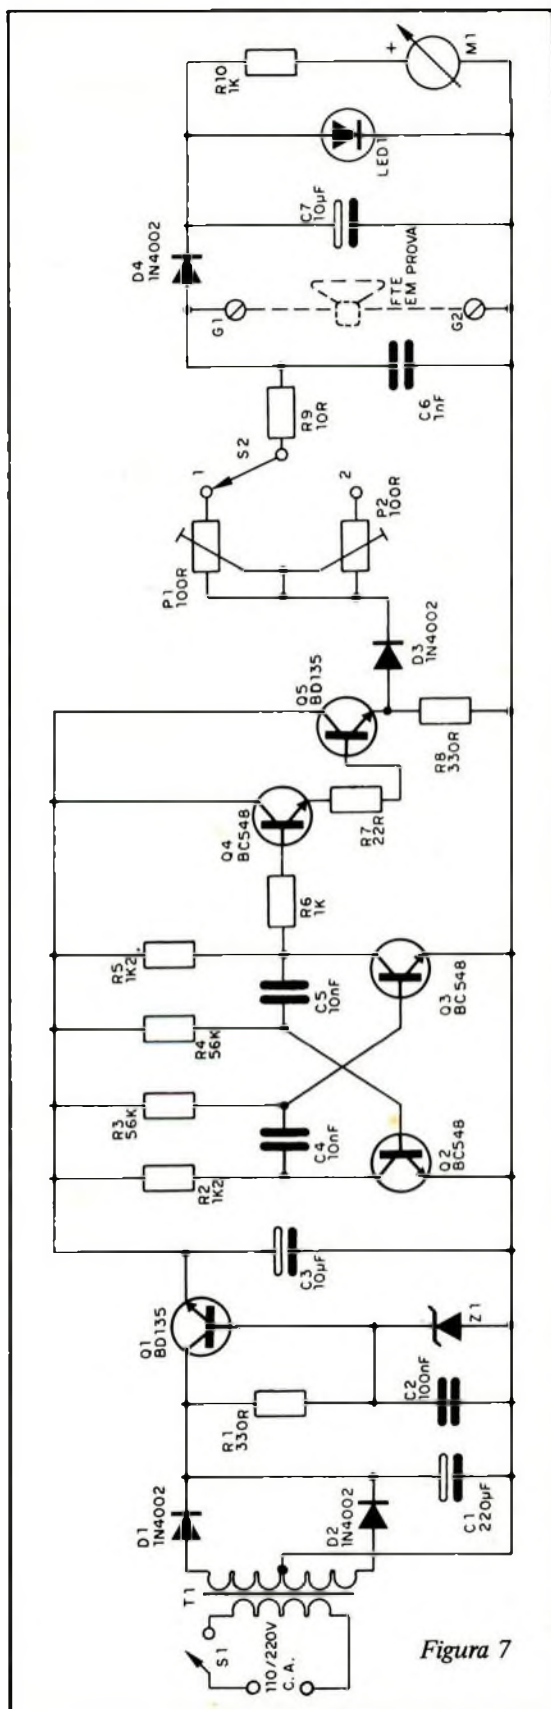 S1
110/220V
C.A.
T1
D1
1N4002
D2
1N4002
C1
220µF
R1
330R
C2
100nF
Z1
Q1
BD135
C3
10µF
R2
1K2
R3
56K
R4
56K
R5
1K2
C4
10nF
C5
10nF
Q2
BC548
Q3
BC548
R6
1K
Q4
BC548
R7
22R
Q5
BD135
R8
330R
D3
1N4002
P1
100R
P2
100R
1
2
S2
R9
10R
C6
1nF
G1
G2
FTE
EM PROVA
D4
1N4002
C7
10µF
LED1
R10
1K
+
M1
Figura 7